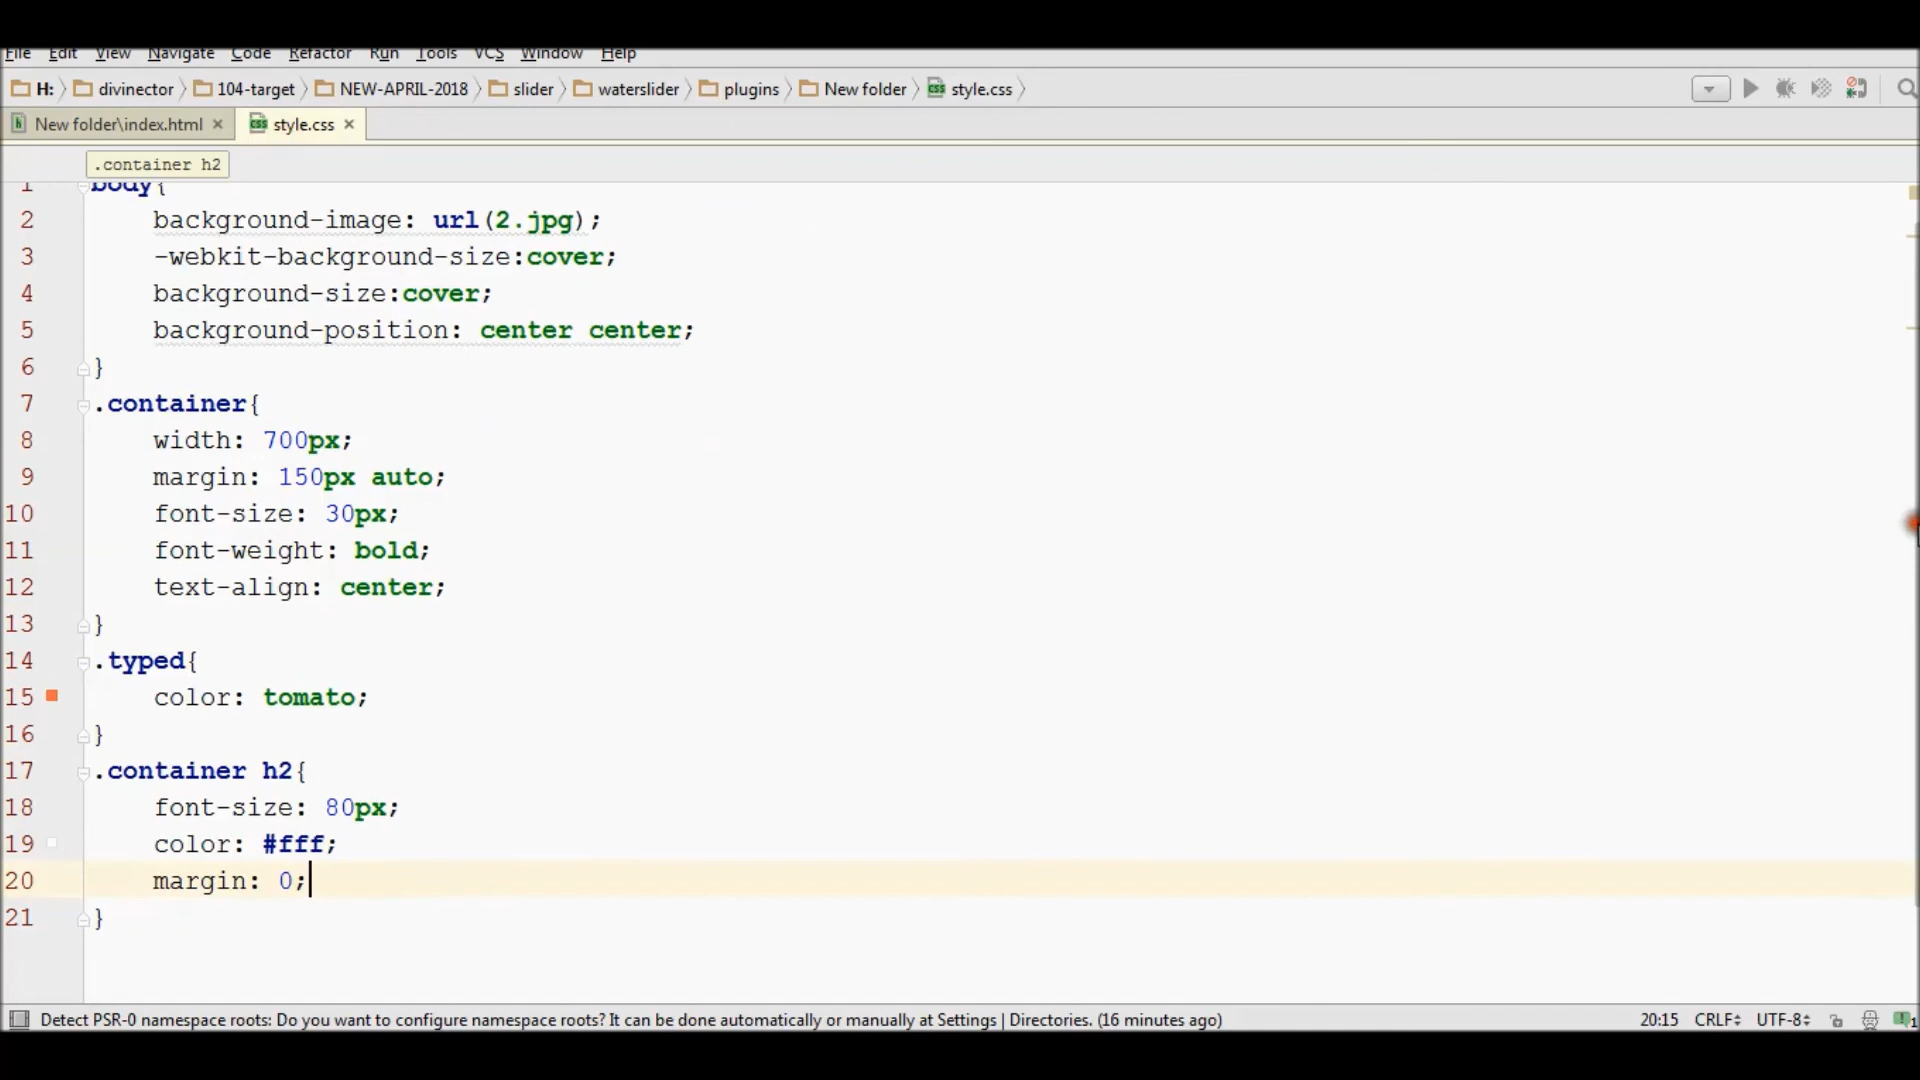 File Edit View Navigate Code Refactor Run Tools VCS Window Help
H: divinector 104-target NEW-APRIL-2018 slider waterslider plugins New folder style.css
New folder\index.html style.css
.container h2
1 body{
2 background-image: url(2.jpg);
3 -webkit-background-size:cover;
4 background-size:cover;
5 background-position: center center;
6 }
7 .container{
8 width: 700px;
9 margin: 150px auto;
10 font-size: 30px;
11 font-weight: bold;
12 text-align: center;
13 }
14 .typed{
15 color: tomato;
16 }
17 .container h2{
18 font-size: 80px;
19 color: #fff;
20 margin: 0;
21 }
Detect PSR-0 namespace roots: Do you want to configure namespace roots? It can be done automatically or manually at Settings | Directories. (16 minutes ago) 20:15 CRLF UTF-8 1